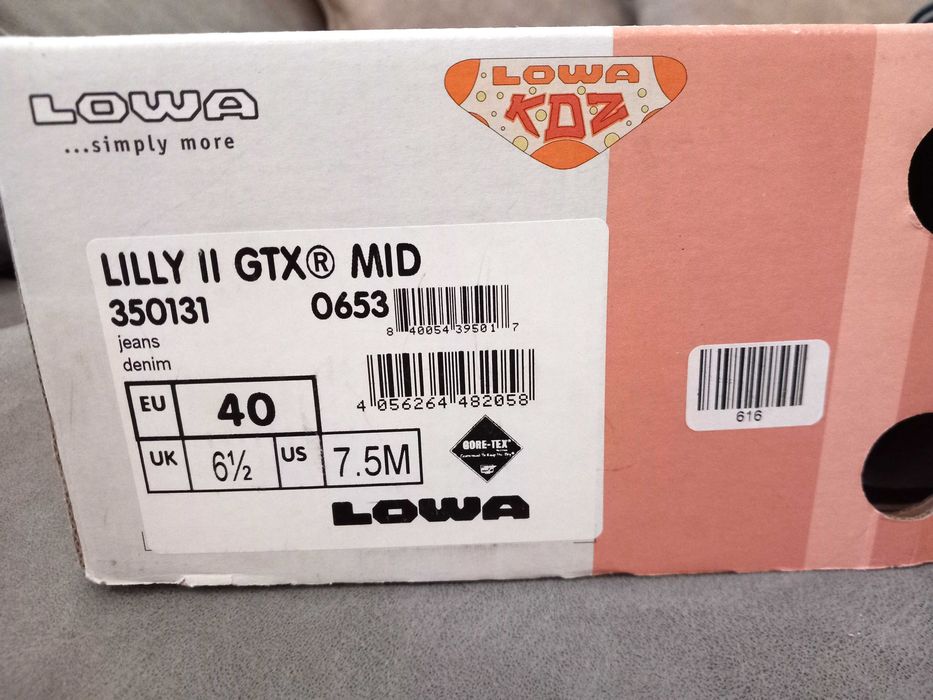 LOWA
...simply more
LOWA
KDZ
LILLY II GTX® MID
350131 0653
8 40054 39501 7
jeans
denim
4 056264 482058
EU 40
UK 6½ US 7.5M
GORE-TEX®
LOWA
616